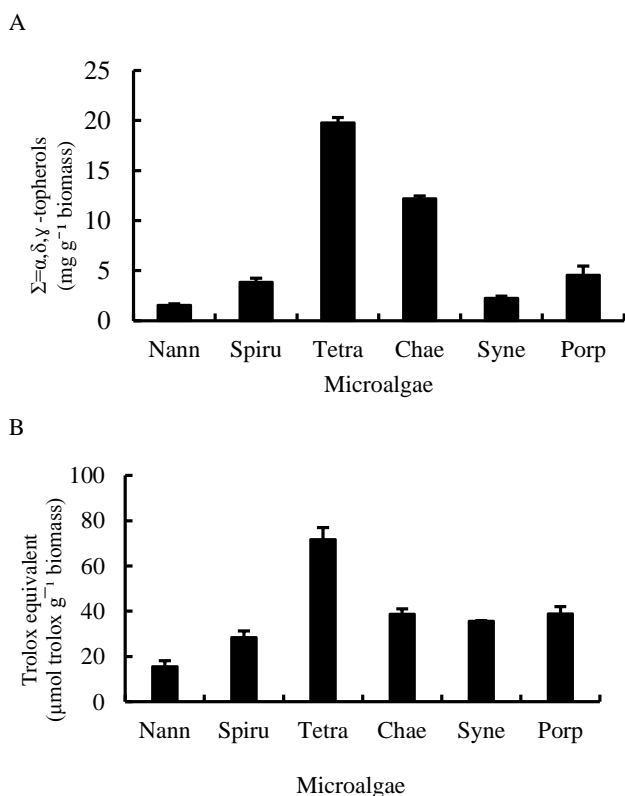 A
Σ=α,δ,γ -topherols
(mg g⁻¹ biomass)
25
20
15
10
5
0
Nann Spiru Tetra Chae Syne Porp
Microalgae
B
Trolox equivalent
(μmol trolox g⁻¹ biomass)
100
80
60
40
20
0
Nann Spiru Tetra Chae Syne Porp
Microalgae